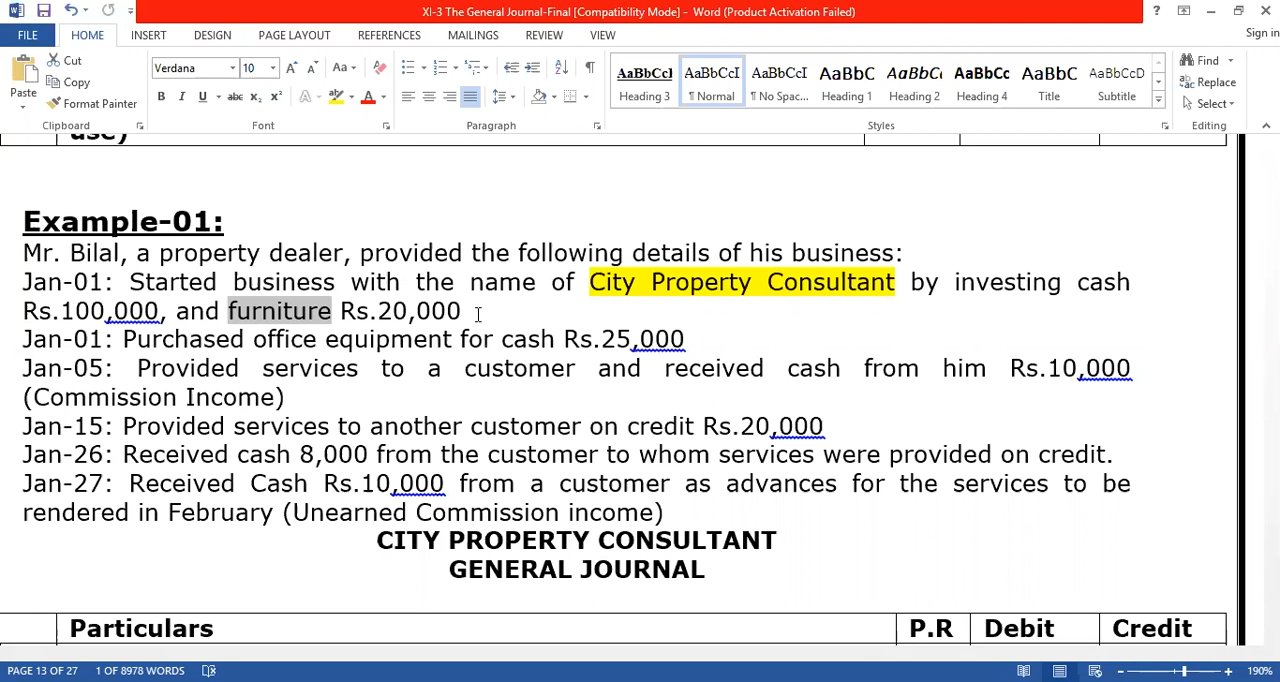 XI-3 The General Journal-Final [Compatibility Mode] - Word (Product Activation Failed)
FILE HOME INSERT DESIGN PAGE LAYOUT REFERENCES MAILINGS REVIEW VIEW Sign in
Paste Cut Copy Format Painter
Verdana 10
AaBbCcI AaBbCcI AaBbCcI AaBbC AaBbCc AaBbCc AaBbC AaBbCcD
Heading 3 ¶ Normal ¶ No Spac... Heading 1 Heading 2 Heading 4 Title Subtitle
Find Replace Select
Clipboard Font Paragraph Styles Editing
use)
Example-01:
Mr. Bilal, a property dealer, provided the following details of his business:
Jan-01: Started business with the name of City Property Consultant by investing cash
Rs.100,000, and furniture Rs.20,000
Jan-01: Purchased office equipment for cash Rs.25,000
Jan-05: Provided services to a customer and received cash from him Rs.10,000
(Commission Income)
Jan-15: Provided services to another customer on credit Rs.20,000
Jan-26: Received cash 8,000 from the customer to whom services were provided on credit.
Jan-27: Received Cash Rs.10,000 from a customer as advances for the services to be
rendered in February (Unearned Commission income)
CITY PROPERTY CONSULTANT
GENERAL JOURNAL
Particulars P.R Debit Credit
PAGE 13 OF 27 1 OF 8978 WORDS 190%